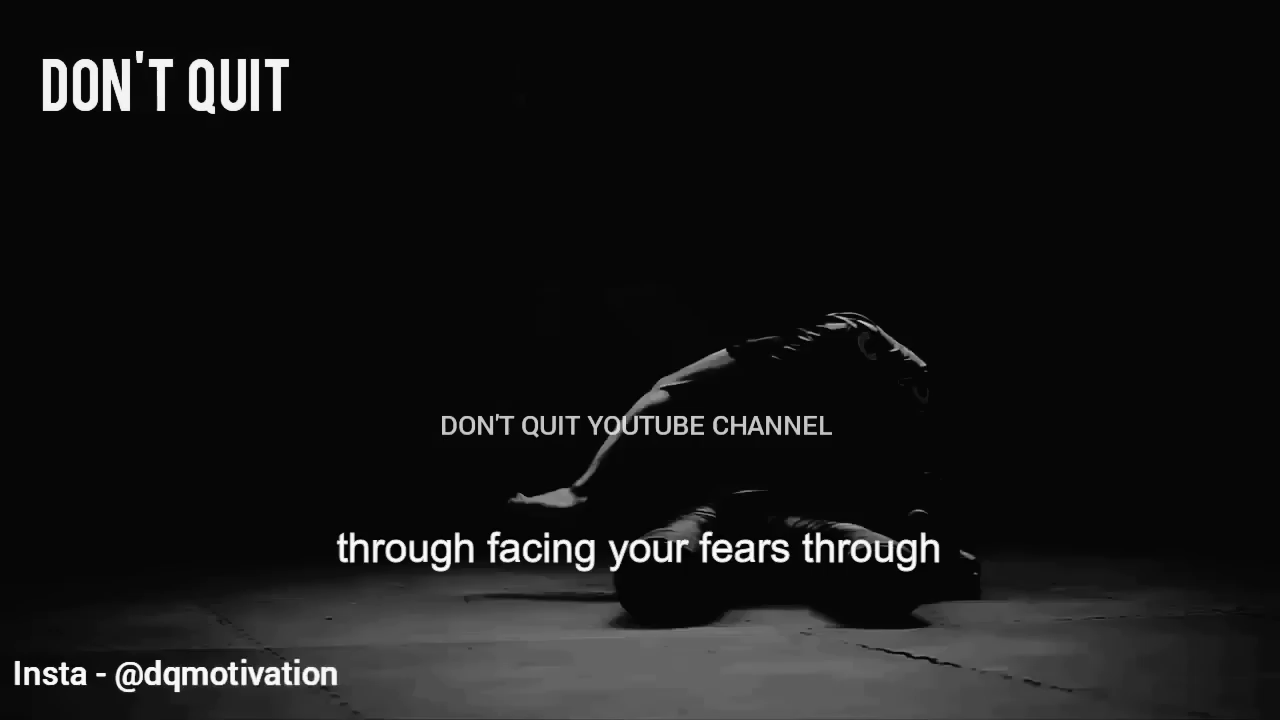 DON'T QUIT
DON'T QUIT YOUTUBE CHANNEL
through facing your fears through
Insta - @dqmotivation